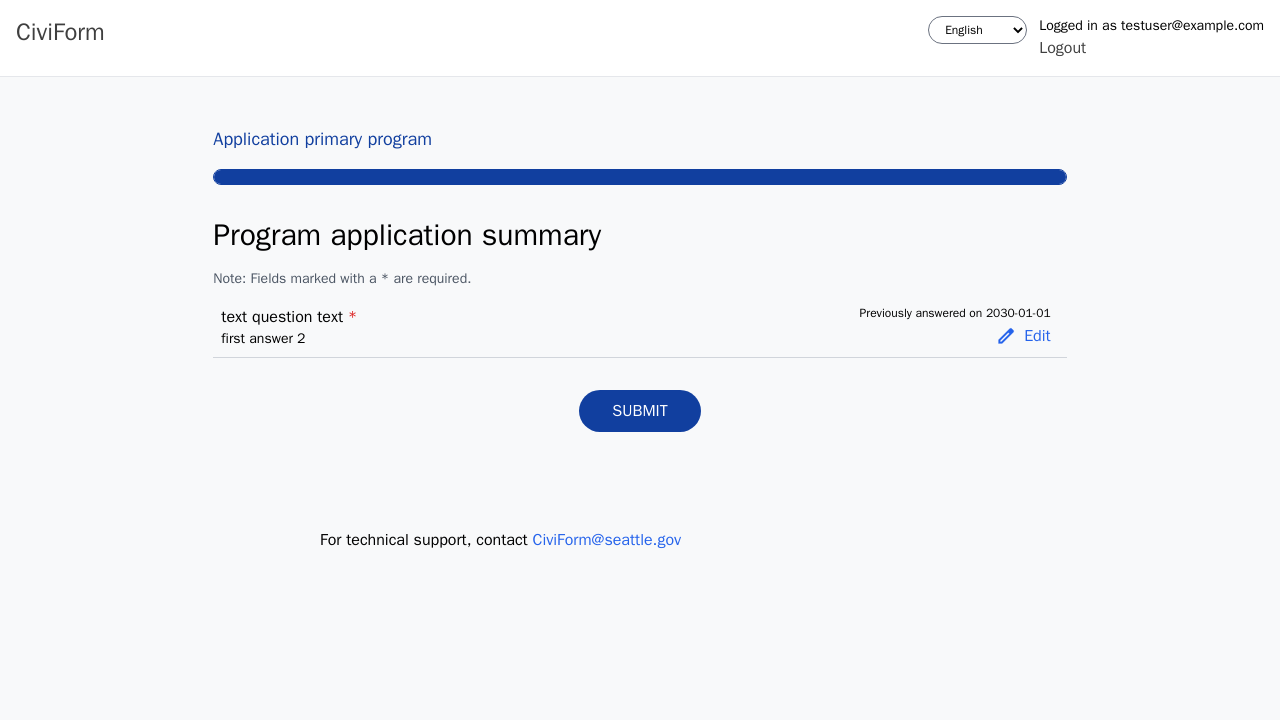 CiviForm
English
Logged in as testuser@example.com
Logout
Application primary program
Program application summary
Note: Fields marked with a * are required.
text question text *
Previously answered on 2030-01-01
first answer 2
Edit
SUBMIT
For technical support, contact CiviForm@seattle.gov